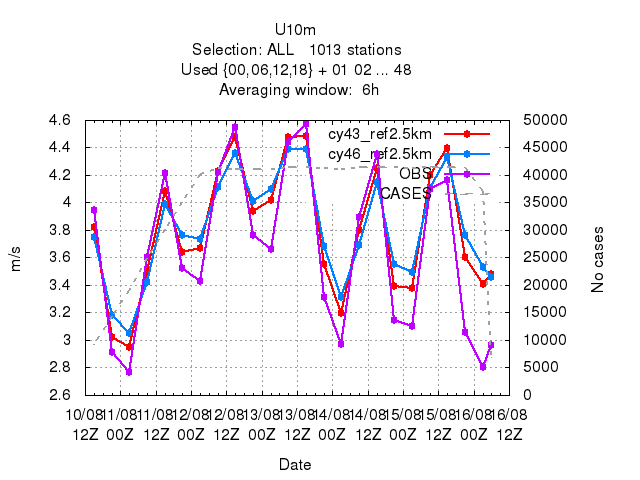 U10m
Selection: ALL   1013 stations
Used {00,06,12,18} + 01 02 ... 48
Averaging window:  6h
4.6
4.4
4.2
4
3.8
3.6
3.4
3.2
3
2.8
2.6
m/s
cy43_ref2.5km
cy46_ref2.5km
OBS
CASES
50000
45000
40000
35000
30000
25000
20000
15000
10000
5000
0
No cases
10/08 11/08 11/08 12/08 12/08 13/08 13/08 14/08 14/08 15/08 15/08 16/08 16/08
12Z 00Z 12Z 00Z 12Z 00Z 12Z 00Z 12Z 00Z 12Z 00Z 12Z
Date